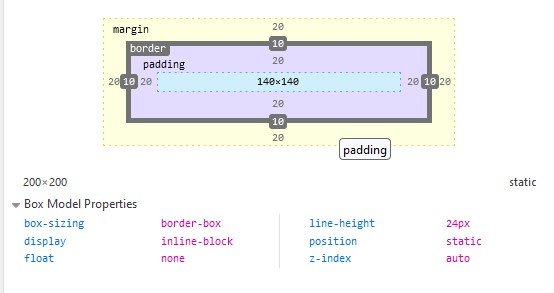 margin
20
border
10
padding
20
20 10 20 140×140 20 10 20
20
10
20
padding
200×200 static
Box Model Properties
box-sizing border-box line-height 24px
display inline-block position static
float none z-index auto